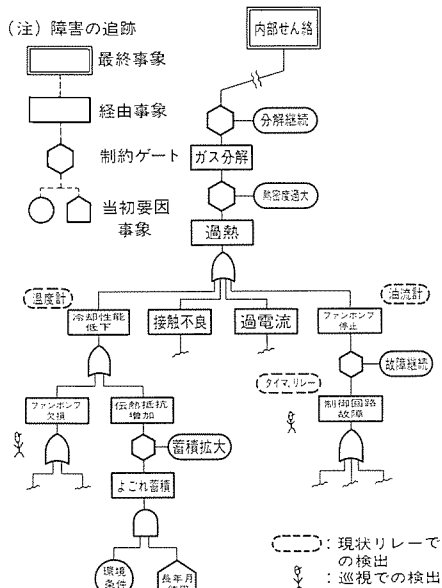 (注) 障害の追跡
最終事象
経由事象
制約ゲート
当初要因
事象
内部せん絡
分解継続
ガス分解
熱密度過大
過熱
温度計
冷却性能
低下
接触不良
過電流
油流計
ファンポンプ
停止
故障継続
タイマ、リレー
制御回路
故障
ファンポンプ
欠損
伝熱抵抗
増加
蓄積拡大
よごれ蓄積
環境
条件
長年月
: 現状リレーで
の検出
: 巡視での検出